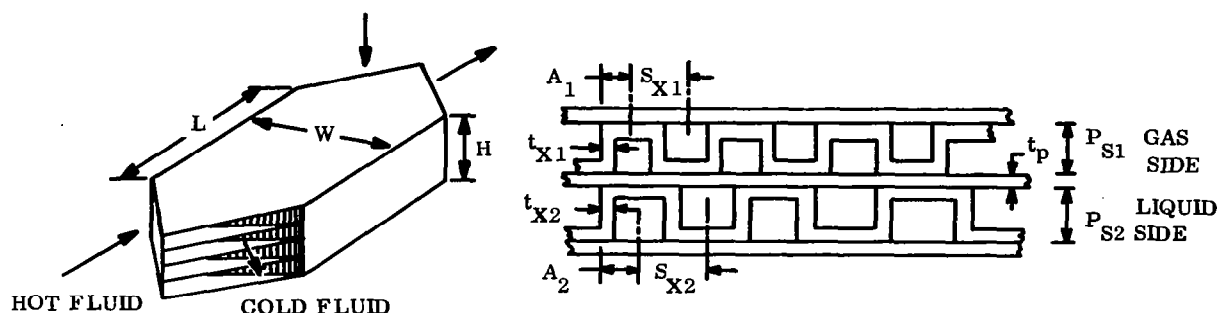 L
W
H
HOT FLUID
COLD FLUID
A1
SX1
tX1
tp
PS1
GAS SIDE
tX2
PS2
LIQUID SIDE
A2
SX2